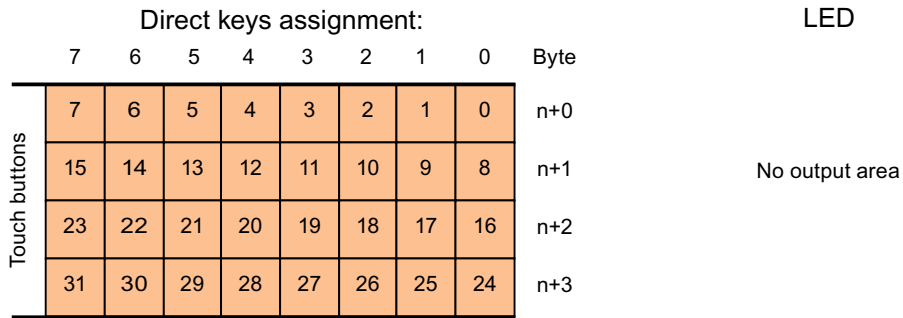 Direct keys assignment:
LED
7 6 5 4 3 2 1 0 Byte
Touch buttons
7 6 5 4 3 2 1 0 n+0
15 14 13 12 11 10 9 8 n+1
No output area
23 22 21 20 19 18 17 16 n+2
31 30 29 28 27 26 25 24 n+3